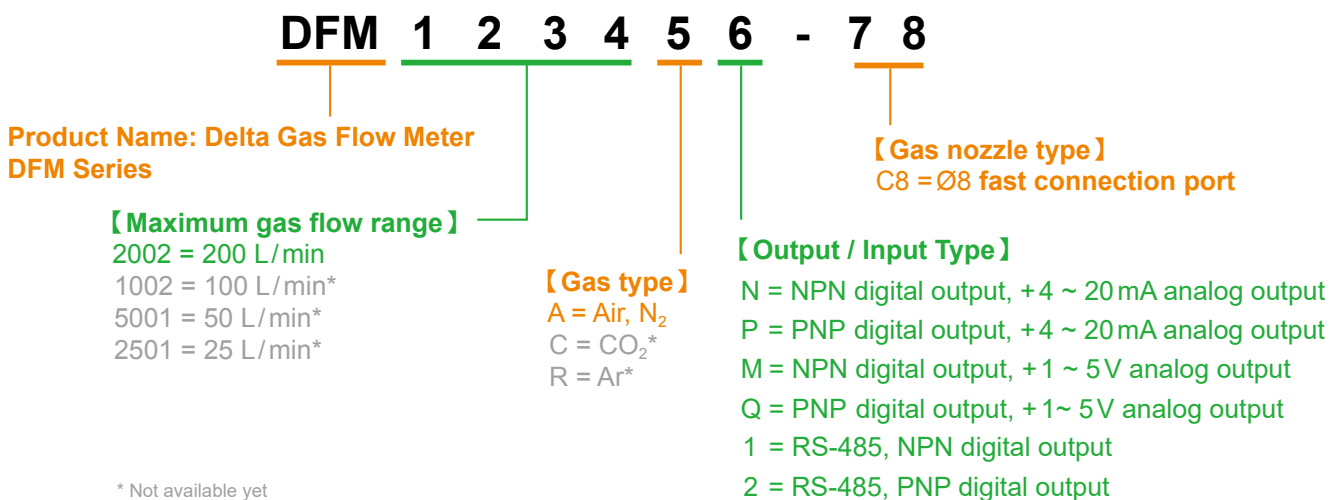 DFM 1 2 3 4 5 6 - 7 8
Product Name: Delta Gas Flow Meter
DFM Series
【Maximum gas flow range】
2002 = 200 L/min
1002 = 100 L/min*
5001 = 50 L/min*
2501 = 25 L/min*
【Gas type】
A = Air, N₂
C = CO₂*
R = Ar*
【Gas nozzle type】
C8 = Ø8 fast connection port
【Output / Input Type】
N = NPN digital output, +4 ~ 20 mA analog output
P = PNP digital output, +4 ~ 20 mA analog output
M = NPN digital output, +1 ~ 5 V analog output
Q = PNP digital output, +1~ 5V analog output
1 = RS-485, NPN digital output
2 = RS-485, PNP digital output
* Not available yet